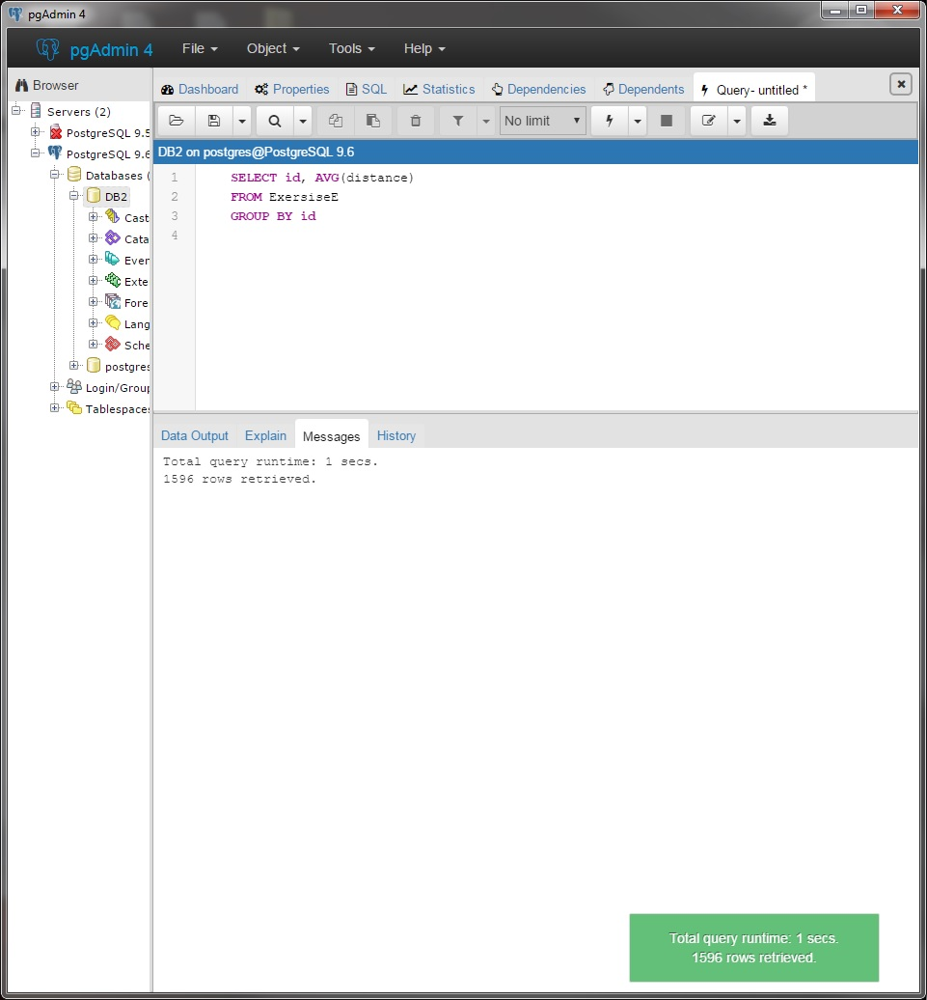 pgAdmin 4
pgAdmin 4 File Object Tools Help
Browser
Dashboard Properties SQL Statistics Dependencies Dependents Query- untitled *
Servers (2)
PostgreSQL 9.5
PostgreSQL 9.6
Databases (
DB2
Cast
Cata
Even
Exte
Fore
Lang
Sche
postgres
Login/Group
Tablespaces
No limit
DB2 on postgres@PostgreSQL 9.6
1 SELECT id, AVG(distance)
2 FROM ExersiseE
3 GROUP BY id
4
Data Output Explain Messages History
Total query runtime: 1 secs.
1596 rows retrieved.
Total query runtime: 1 secs.
1596 rows retrieved.